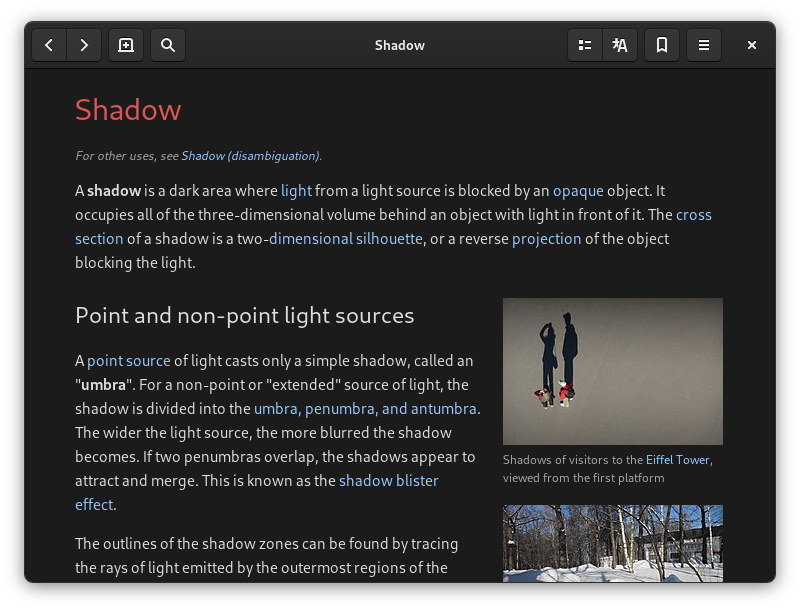 Shadow
Shadow
For other uses, see Shadow (disambiguation).
A shadow is a dark area where light from a light source is blocked by an opaque object. It
occupies all of the three-dimensional volume behind an object with light in front of it. The cross
section of a shadow is a two-dimensional silhouette, or a reverse projection of the object
blocking the light.
Point and non-point light sources
A point source of light casts only a simple shadow, called an
"umbra". For a non-point or "extended" source of light, the
shadow is divided into the umbra, penumbra, and antumbra.
The wider the light source, the more blurred the shadow
becomes. If two penumbras overlap, the shadows appear to
attract and merge. This is known as the shadow blister
effect.
The outlines of the shadow zones can be found by tracing
the rays of light emitted by the outermost regions of the
Shadows of visitors to the Eiffel Tower,
viewed from the first platform